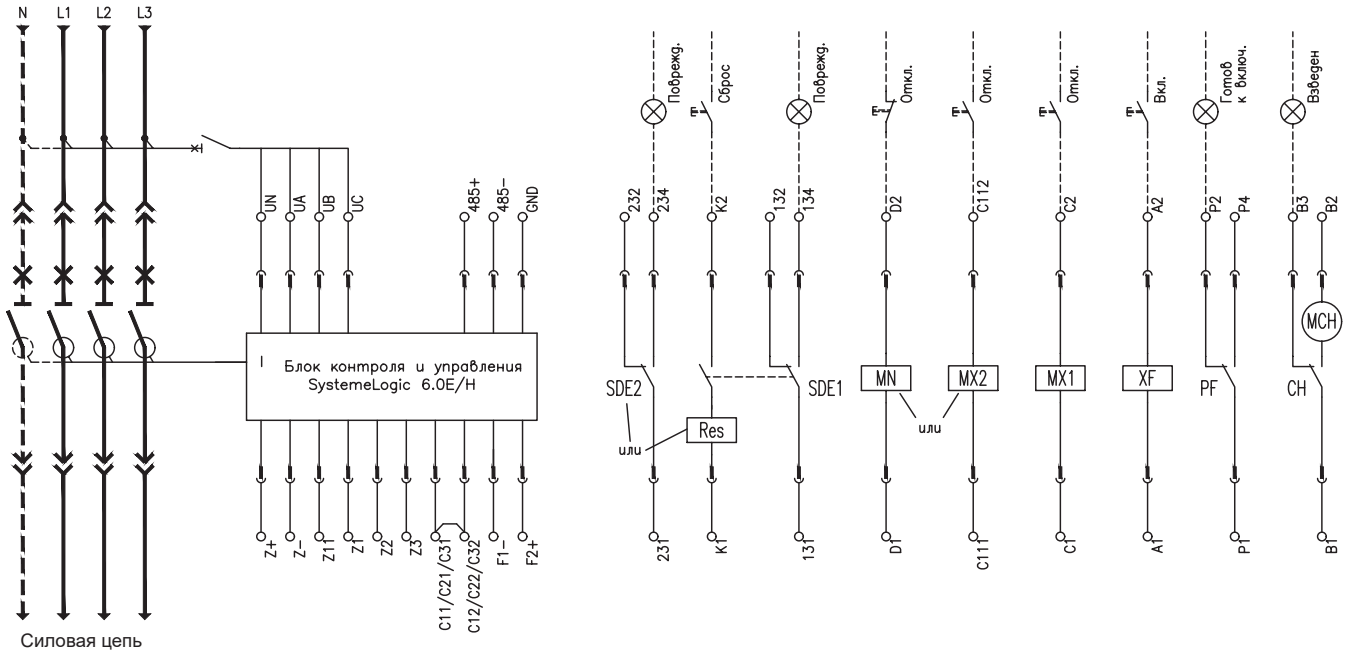 N L1 L2 L3
Поврежд.
Сброс
Поврежд.
Откл.
Откл.
Откл.
Вкл.
Готов
к включ.
Взведен
UN UA UB UC 485+ 485- GND
232 234 K2 132 134 D2 C112 C2 A2 P2 P4 B3 B2
MCH
I
Блок контроля и управления
SystemeLogic 6.0E/H
SDE2 SDE1 MN MX2 MX1 XF PF CH
или Res или
Z+ Z- Z11 Z1 Z2 Z3 C11/C21/C31 C12/C22/C32 F1- F2+
231 K1 131 D1 C111 C1 A1 P1 B1
Силовая цепь